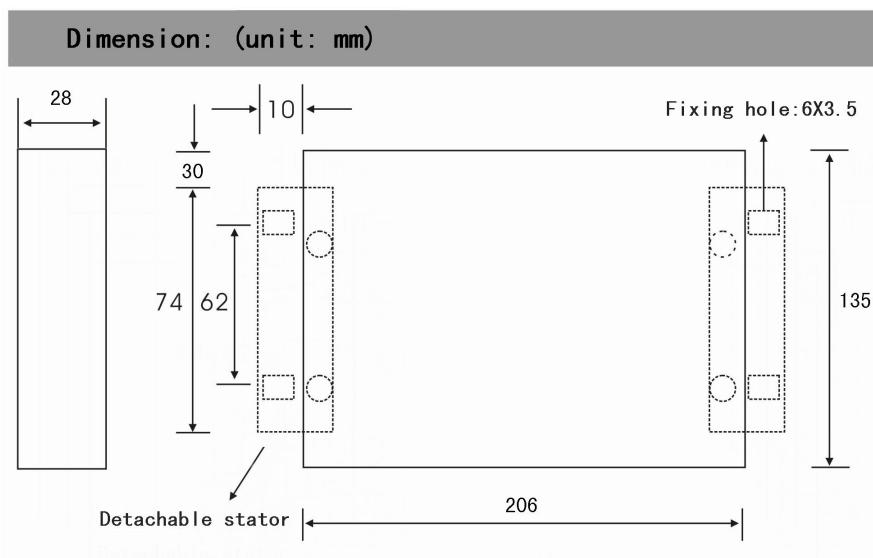 Dimension: (unit: mm)
28
10
Fixing hole:6X3.5
30
74
62
135
206
Detachable stator